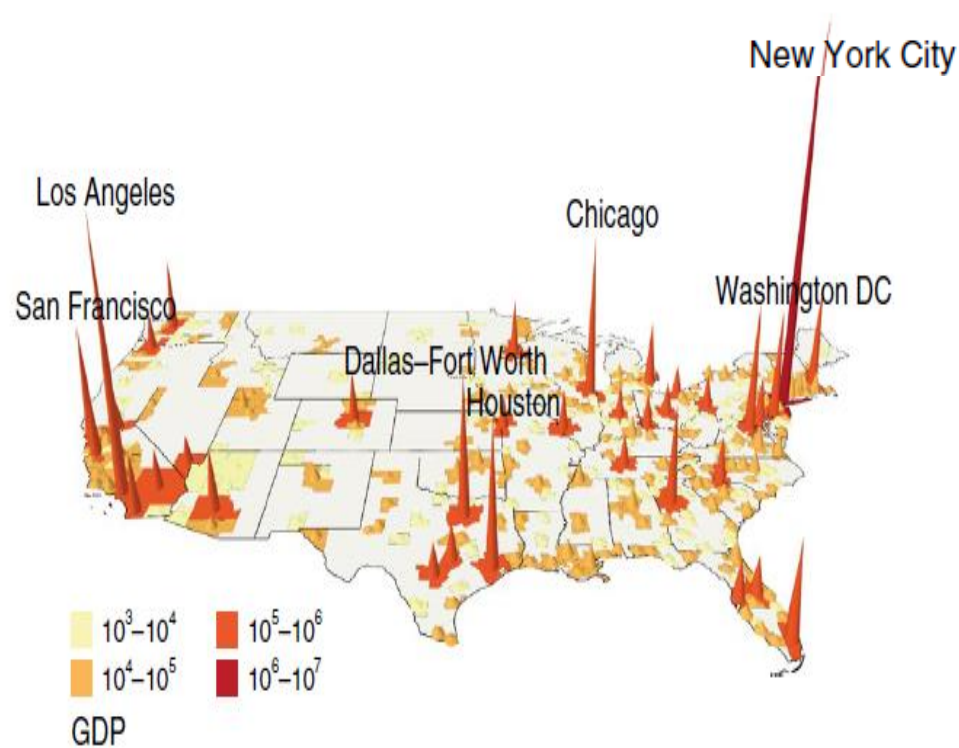 New York City
Los Angeles
Chicago
San Francisco
Washington DC
Dallas–Fort Worth
Houston
10³–10⁴
10⁵–10⁶
10⁴–10⁵
10⁶–10⁷
GDP